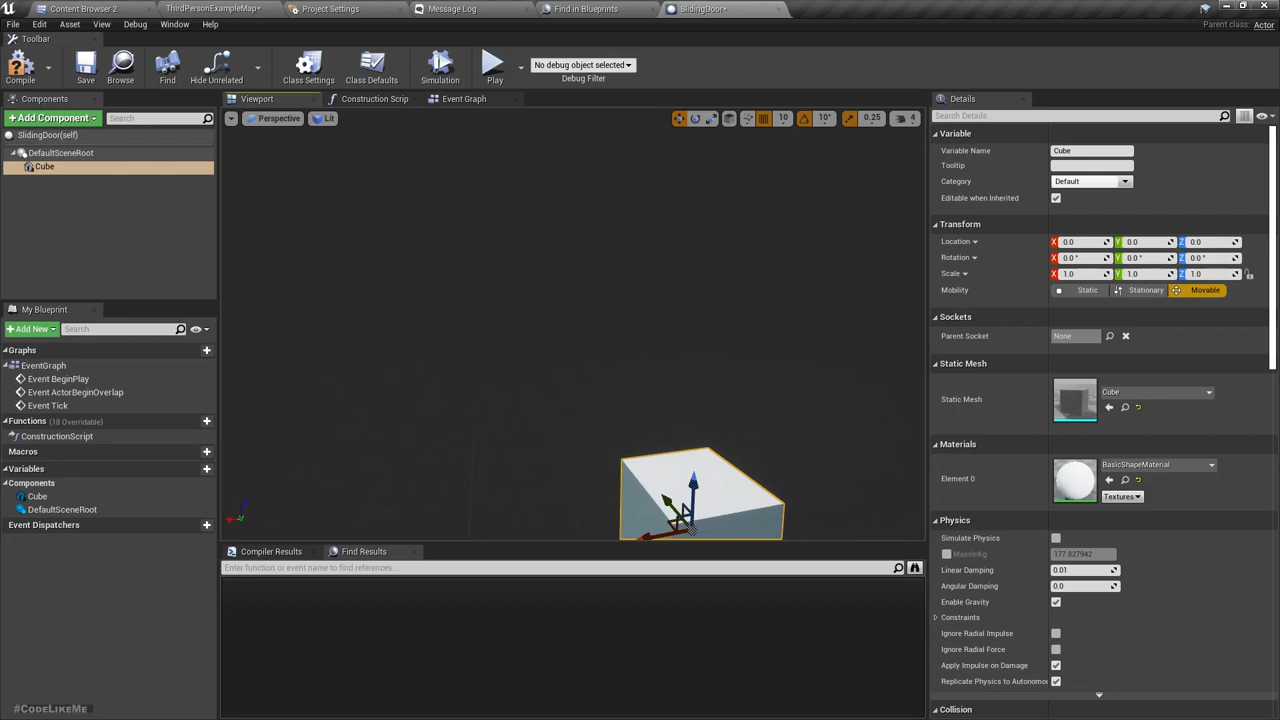 Content Browser 2
ThirdPersonExampleMap*
Project Settings
Message Log
Find in Blueprints
SlidingDoor*
File Edit Asset View Debug Window Help
Parent class: Actor
Toolbar
Compile
Save
Browse
Find
Hide Unrelated
Class Settings
Class Defaults
Simulation
Play
No debug object selected
Debug Filter
Components
+Add Component
Search
SlidingDoor(self)
DefaultSceneRoot
Cube
Viewport
Construction Scrip
Event Graph
Perspective
Lit
10
10°
0.25
4
My Blueprint
+Add New
Search
Graphs
EventGraph
Event BeginPlay
Event ActorBeginOverlap
Event Tick
Functions (18 Overridable)
ConstructionScript
Macros
Variables
Components
Cube
DefaultSceneRoot
Event Dispatchers
Compiler Results
Find Results
Enter function or event name to find references...
Details
Search Details
Variable
Variable Name Cube
Tooltip
Category Default
Editable when Inherited
Transform
Location X 0.0 Y 0.0 Z 0.0
Rotation X 0.0 ° Y 0.0 ° Z 0.0 °
Scale X 1.0 Y 1.0 Z 1.0
Mobility Static Stationary Movable
Sockets
Parent Socket None
Static Mesh
Static Mesh Cube
Materials
Element 0 BasicShapeMaterial
Textures
Physics
Simulate Physics
MassInKg 177.827942
Linear Damping 0.01
Angular Damping 0.0
Enable Gravity
Constraints
Ignore Radial Impulse
Ignore Radial Force
Apply Impulse on Damage
Replicate Physics to Autonomou
Collision
#CodeLikeMe